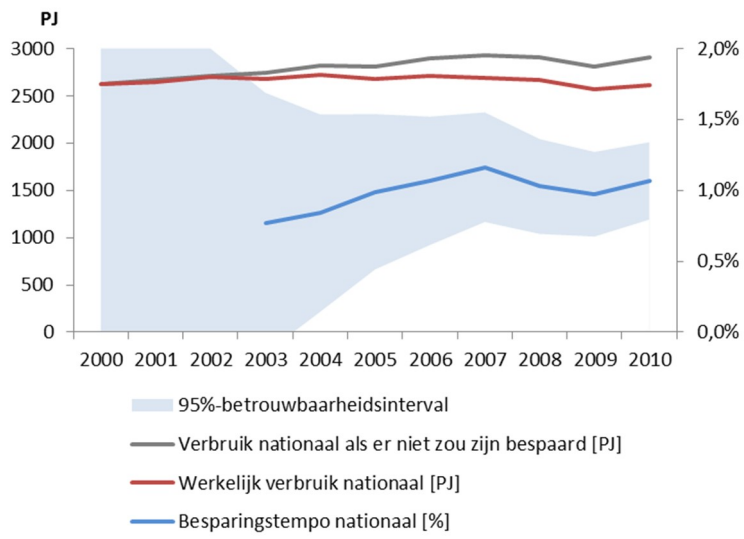 PJ
3000 2,0%
2500 1,5%
2000
1500 1,0%
1000
500 0,5%
0 0,0%
2000 2001 2002 2003 2004 2005 2006 2007 2008 2009 2010
95%-betrouwbaarheidsinterval
Verbruik nationaal als er niet zou zijn bespaard [PJ]
Werkelijk verbruik nationaal [PJ]
Besparingstempo nationaal [%]